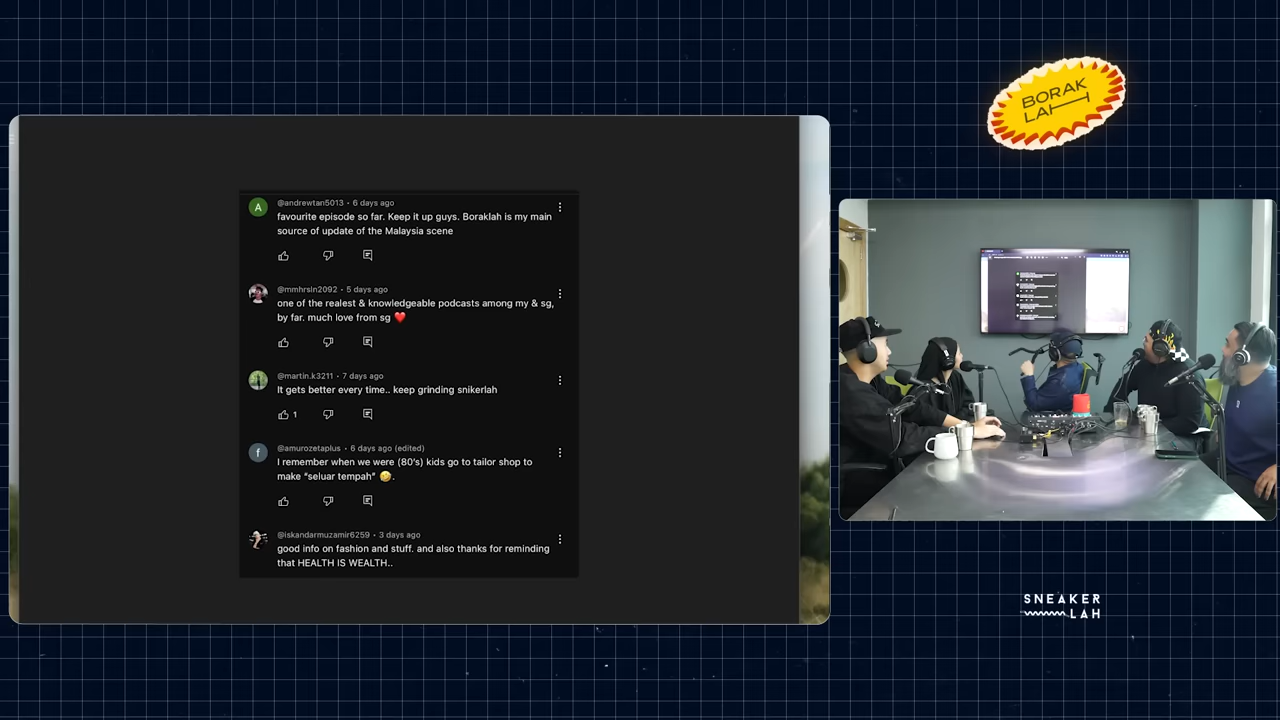 BORAK
LAH
@andrewtan5013 • 6 days ago
favourite episode so far. Keep it up guys. Boraklah is my main
source of update of the Malaysia scene
@mmhrsin2092 • 5 days ago
one of the realest & knowledgeable podcasts among my & sg,
by far. much love from sg ❤️
@martin.k3211 • 7 days ago
It gets better every time.. keep grinding snikerlah
1
@amurozetaplus • 6 days ago (edited)
I remember when we were (80's) kids go to tailor shop to
make "seluar tempah" 🤣.
@iskandarmuzamir6259 • 3 days ago
good info on fashion and stuff. and also thanks for reminding
that HEALTH IS WEALTH..
SNEAKER
LAH